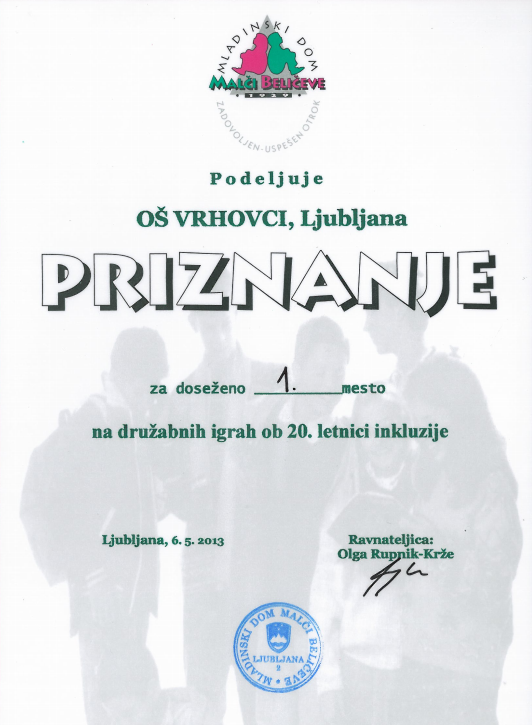 MLADINSKI DOM
MALČI BELIČEVE
1929
ZADOVOLJEN-USPEŠEN OTROK
Podeljuje
OŠ VRHOVCI, Ljubljana
PRIZNANJE
za doseženo 1. mesto
na družabnih igrah ob 20. letnici inkluzije
Ljubljana, 6. 5. 2013
Ravnateljica:
Olga Rupnik-Krže
MLADINSKI DOM MALČI BELIČEVE
LJUBLJANA
2